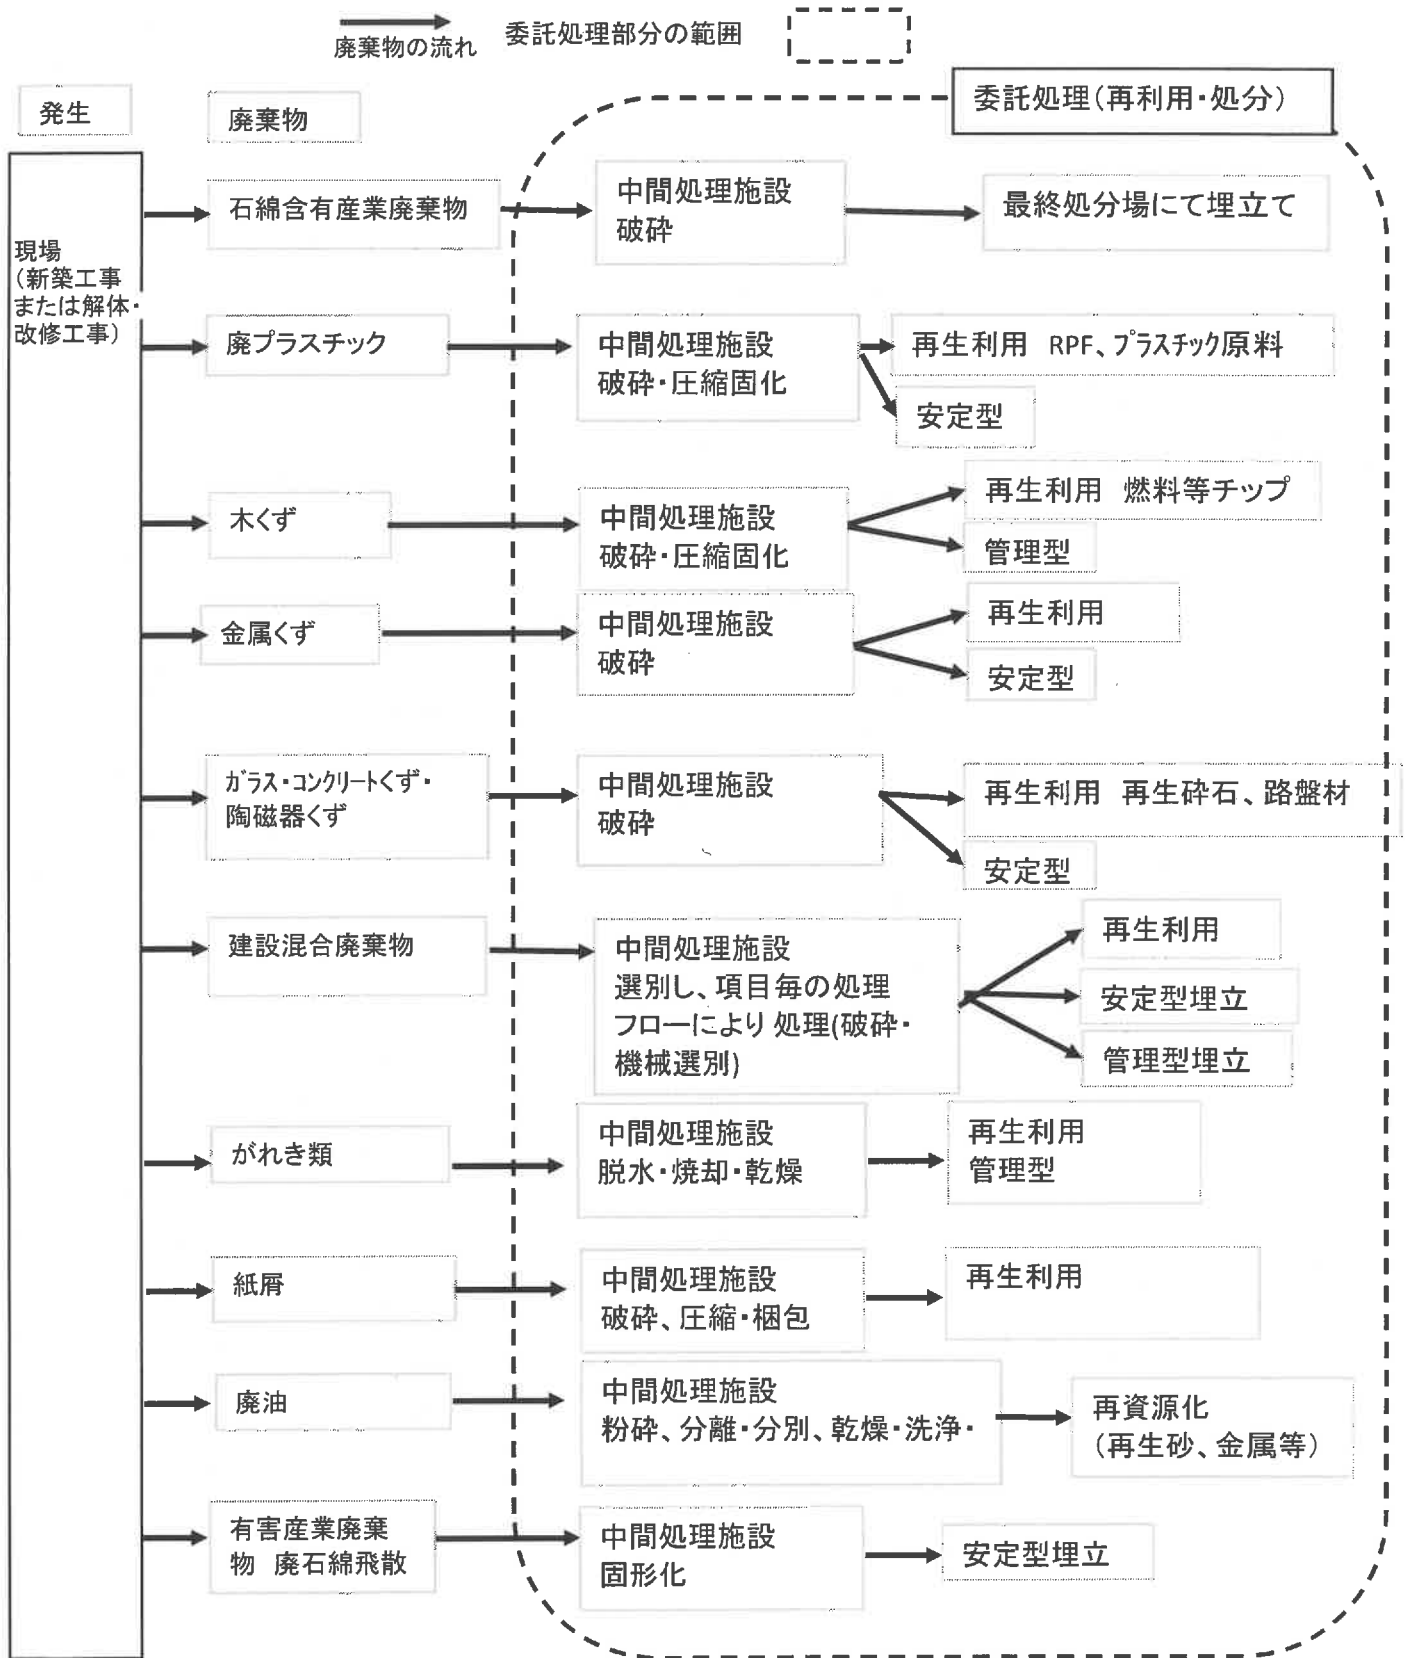 廃棄物の流れ
委託処理部分の範囲
発生
廃棄物
委託処理(再利用・処分)
現場
(新築工事
または解体・
改修工事)
石綿含有産業廃棄物
中間処理施設
破砕
最終処分場にて埋立て
廃プラスチック
中間処理施設
破砕・圧縮固化
再生利用 RPF、プラスチック原料
安定型
木くず
中間処理施設
破砕・圧縮固化
再生利用 燃料等チップ
管理型
金属くず
中間処理施設
破砕
再生利用
安定型
ガラス・コンクリートくず・
陶磁器くず
中間処理施設
破砕
再生利用 再生砕石、路盤材
安定型
建設混合廃棄物
中間処理施設
選別し、項目毎の処理
フローにより 処理(破砕・
機械選別)
再生利用
安定型埋立
管理型埋立
がれき類
中間処理施設
脱水・焼却・乾燥
再生利用
管理型
紙屑
中間処理施設
破砕、圧縮・梱包
再生利用
廃油
中間処理施設
粉砕、分離・分別、乾燥・洗浄・
再資源化
(再生砂、金属等)
有害産業廃棄
物 廃石綿飛散
中間処理施設
固形化
安定型埋立